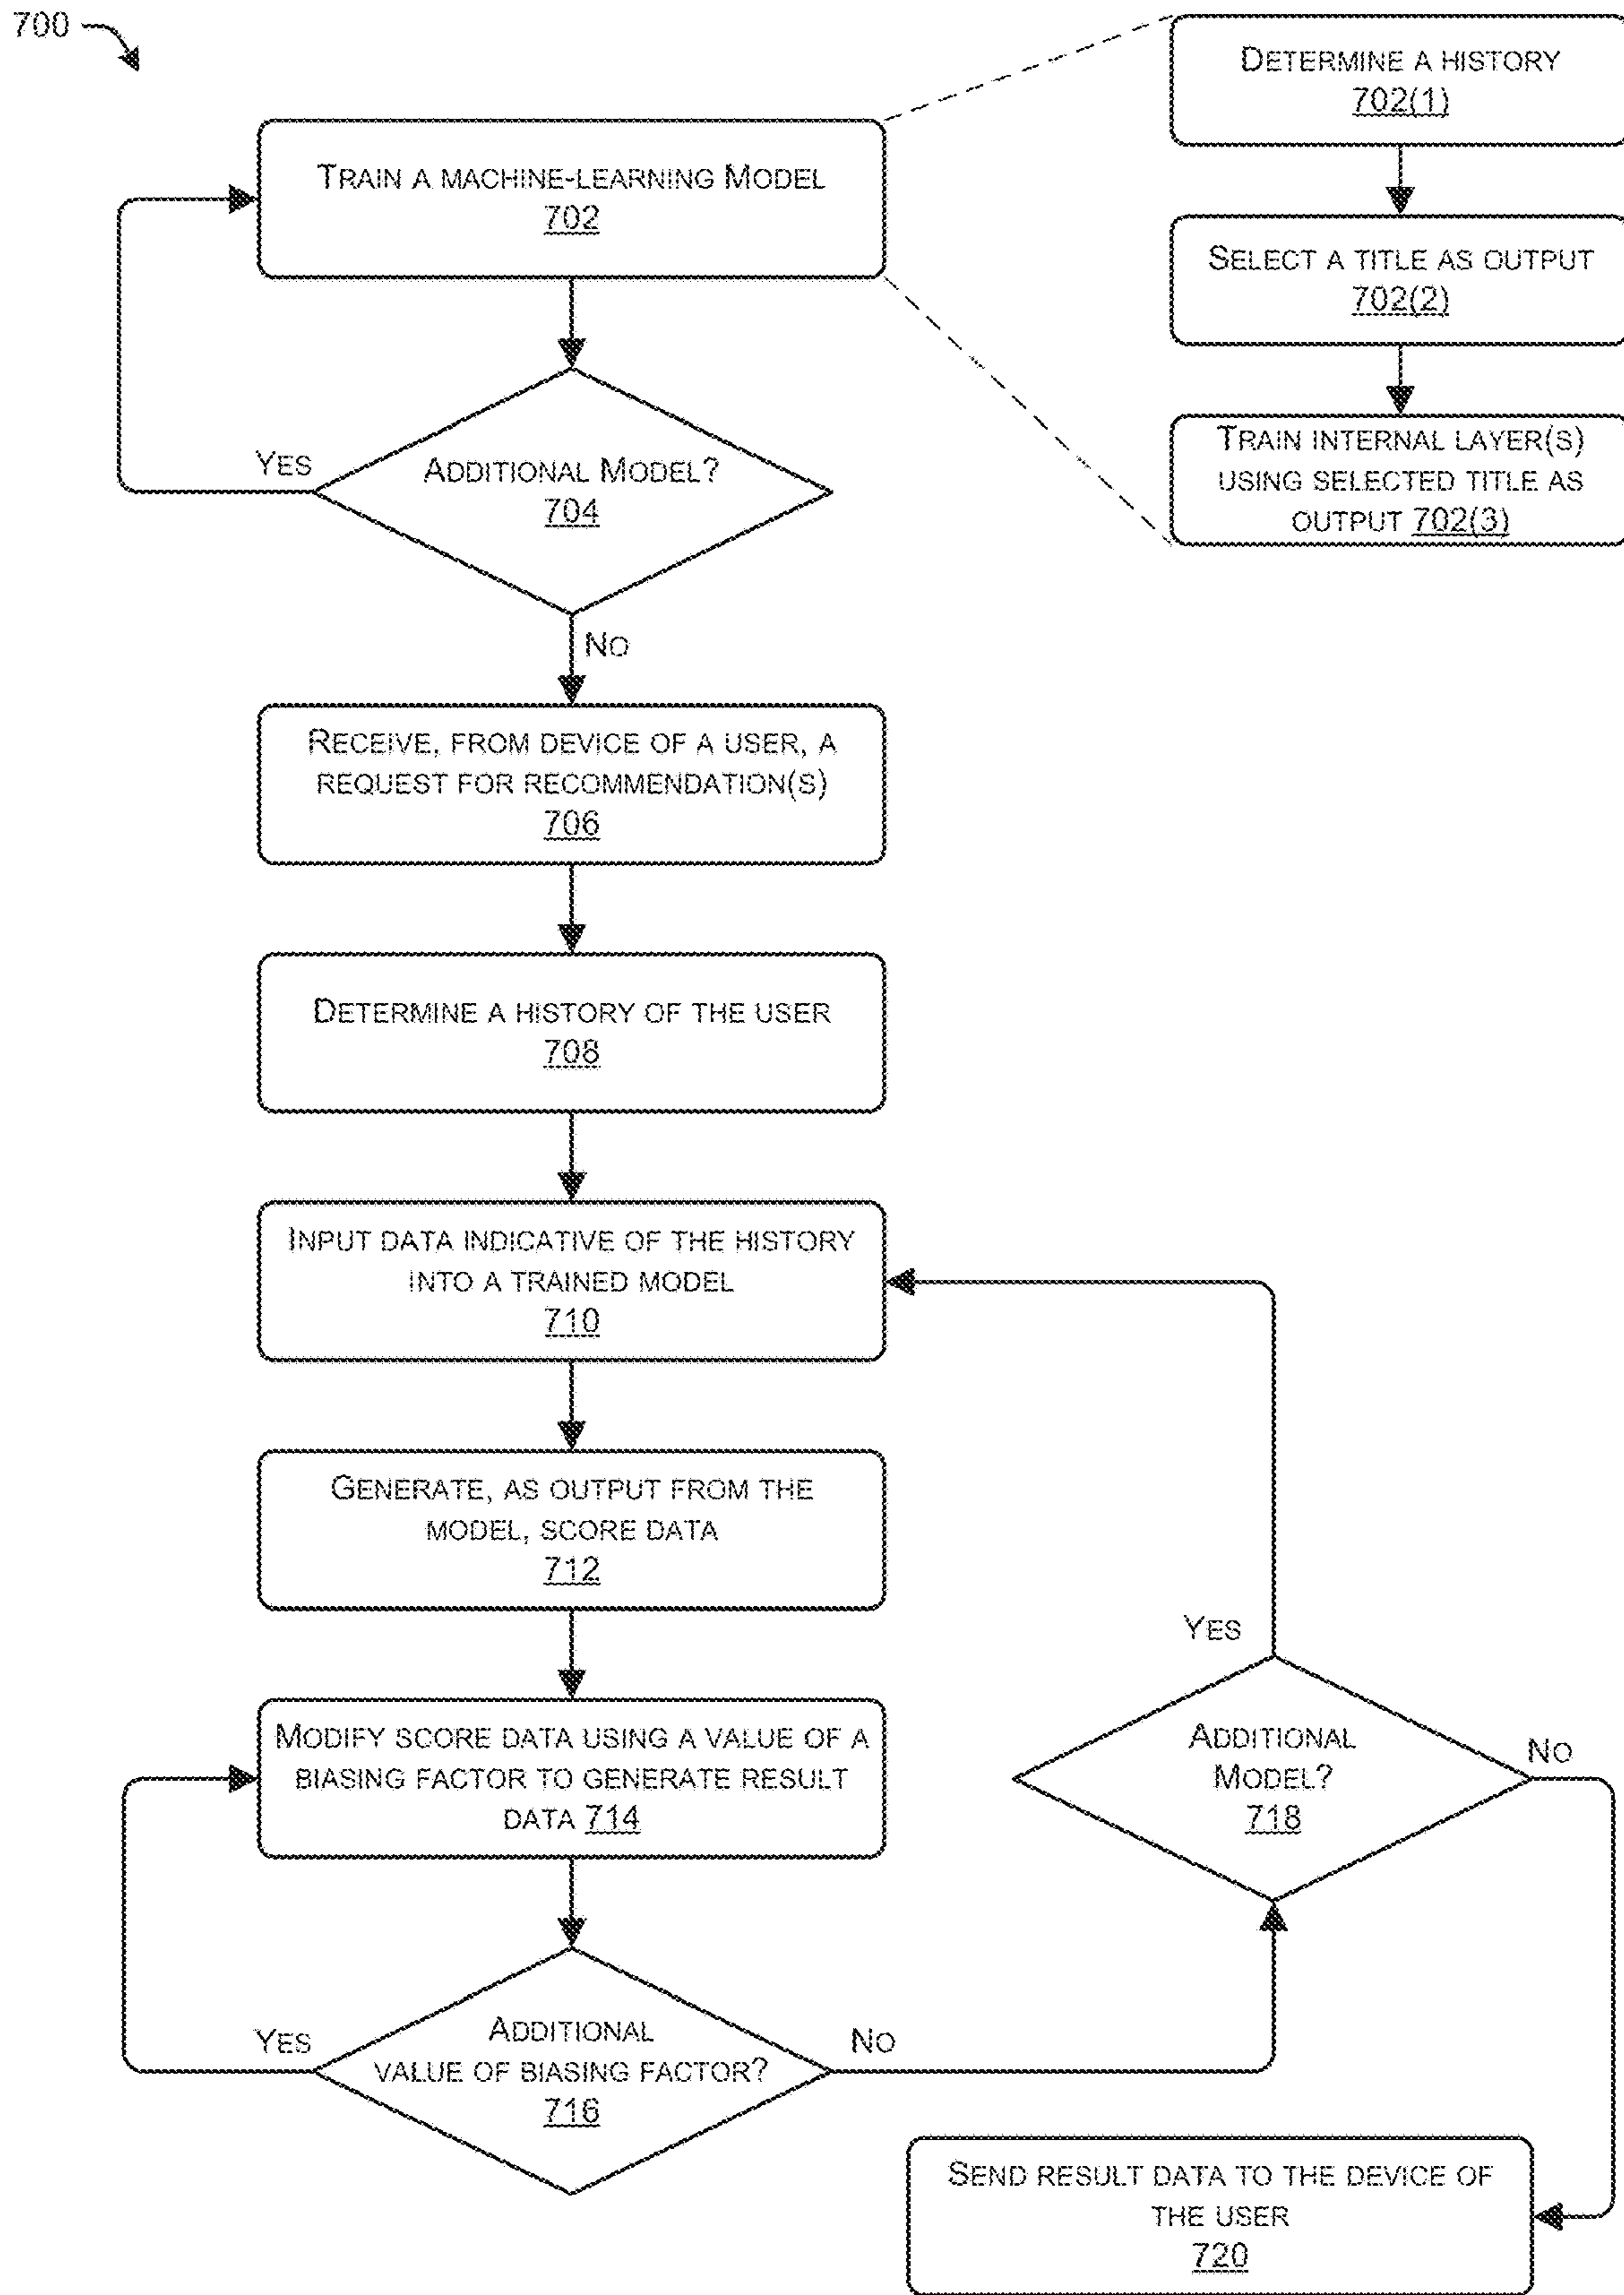 700
DETERMINE A HISTORY
702(1)
TRAIN A MACHINE-LEARNING MODEL
702
SELECT A TITLE AS OUTPUT
702(2)
TRAIN INTERNAL LAYER(S)
USING SELECTED TITLE AS
OUTPUT 702(3)
YES
ADDITIONAL MODEL?
704
NO
RECEIVE, FROM DEVICE OF A USER, A
REQUEST FOR RECOMMENDATION(S)
706
DETERMINE A HISTORY OF THE USER
708
INPUT DATA INDICATIVE OF THE HISTORY
INTO A TRAINED MODEL
710
GENERATE, AS OUTPUT FROM THE
MODEL, SCORE DATA
712
MODIFY SCORE DATA USING A VALUE OF A
BIASING FACTOR TO GENERATE RESULT
DATA 714
YES
ADDITIONAL
VALUE OF BIASING FACTOR?
716
NO
YES
ADDITIONAL
MODEL?
718
NO
SEND RESULT DATA TO THE DEVICE OF
THE USER
720